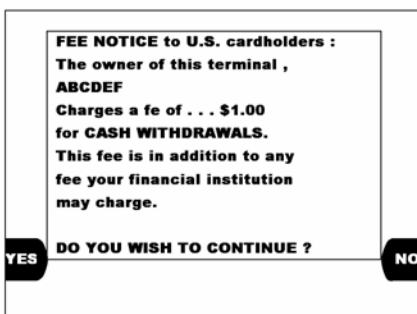 FEE NOTICE to U.S. cardholders :
The owner of this terminal ,
ABCDEF
Charges a fe of . . . $1.00
for CASH WITHDRAWALS.
This fee is in addition to any
fee your financial institution
may charge.
DO YOU WISH TO CONTINUE ?
YES
NO